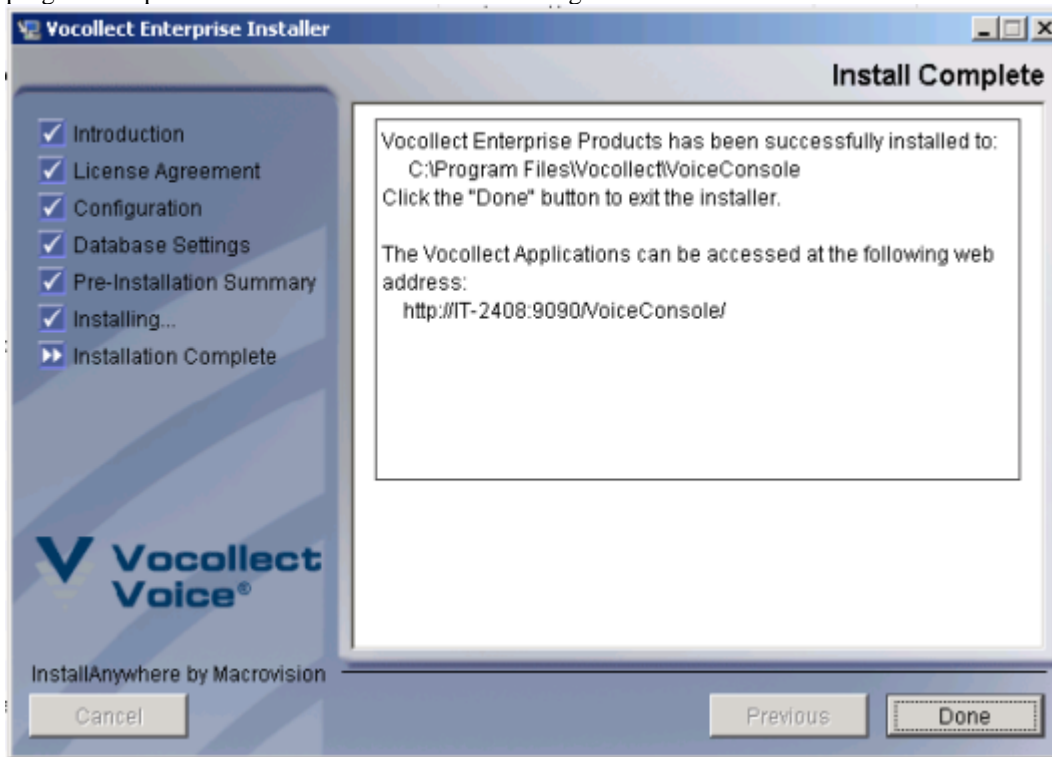 Vocollect Enterprise Installer
Install Complete
Introduction
License Agreement
Configuration
Database Settings
Pre-Installation Summary
Installing...
Installation Complete
Vocollect Enterprise Products has been successfully installed to:
C:\Program Files\Vocollect\VoiceConsole
Click the "Done" button to exit the installer.
The Vocollect Applications can be accessed at the following web
address:
http://IT-2408:9090/VoiceConsole/
Vocollect
Voice®
InstallAnywhere by Macrovision
Cancel
Previous
Done